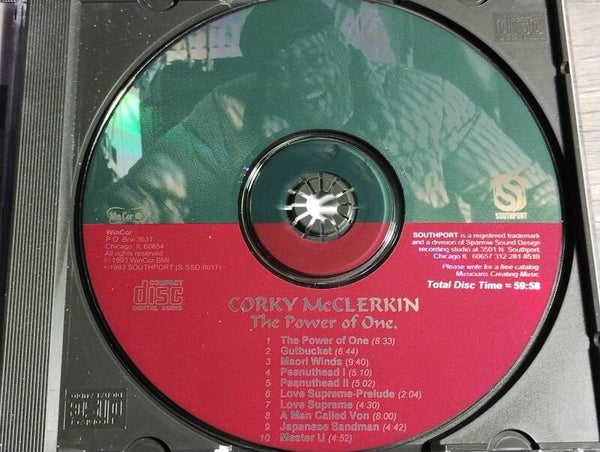 WinCor
SOUTHPORT
WinCor
P.O. Box 3031
Chicago IL 60654
All rights reserved
℗ 1993 WinCor BMI
©1993 SOUTHPORT (S-SSD-0017)
SOUTHPORT is a registered trademark
and a division of Sparrow Sound Design
recording studio at 3501 N. Southport,
Chicago IL 60657 312-281-8510
Please write for a free catalog
Musicians Creating Music
Total Disc Time = 59:58
COMPACT
disc
DIGITAL AUDIO
CORKY McCLERKIN
The Power of One.
1 The Power of One (8:33)
2 Gutbucket (6:44)
3 Maori Winds (9:40)
4 Peanuthead I (5:10)
5 Peanuthead II (5:02)
6 Love Supreme-Prelude (2:04)
7 Love Supreme (4:30)
8 A Man Called Von (8:00)
9 Japanese Sandman (4:42)
10 Master U (4:52)